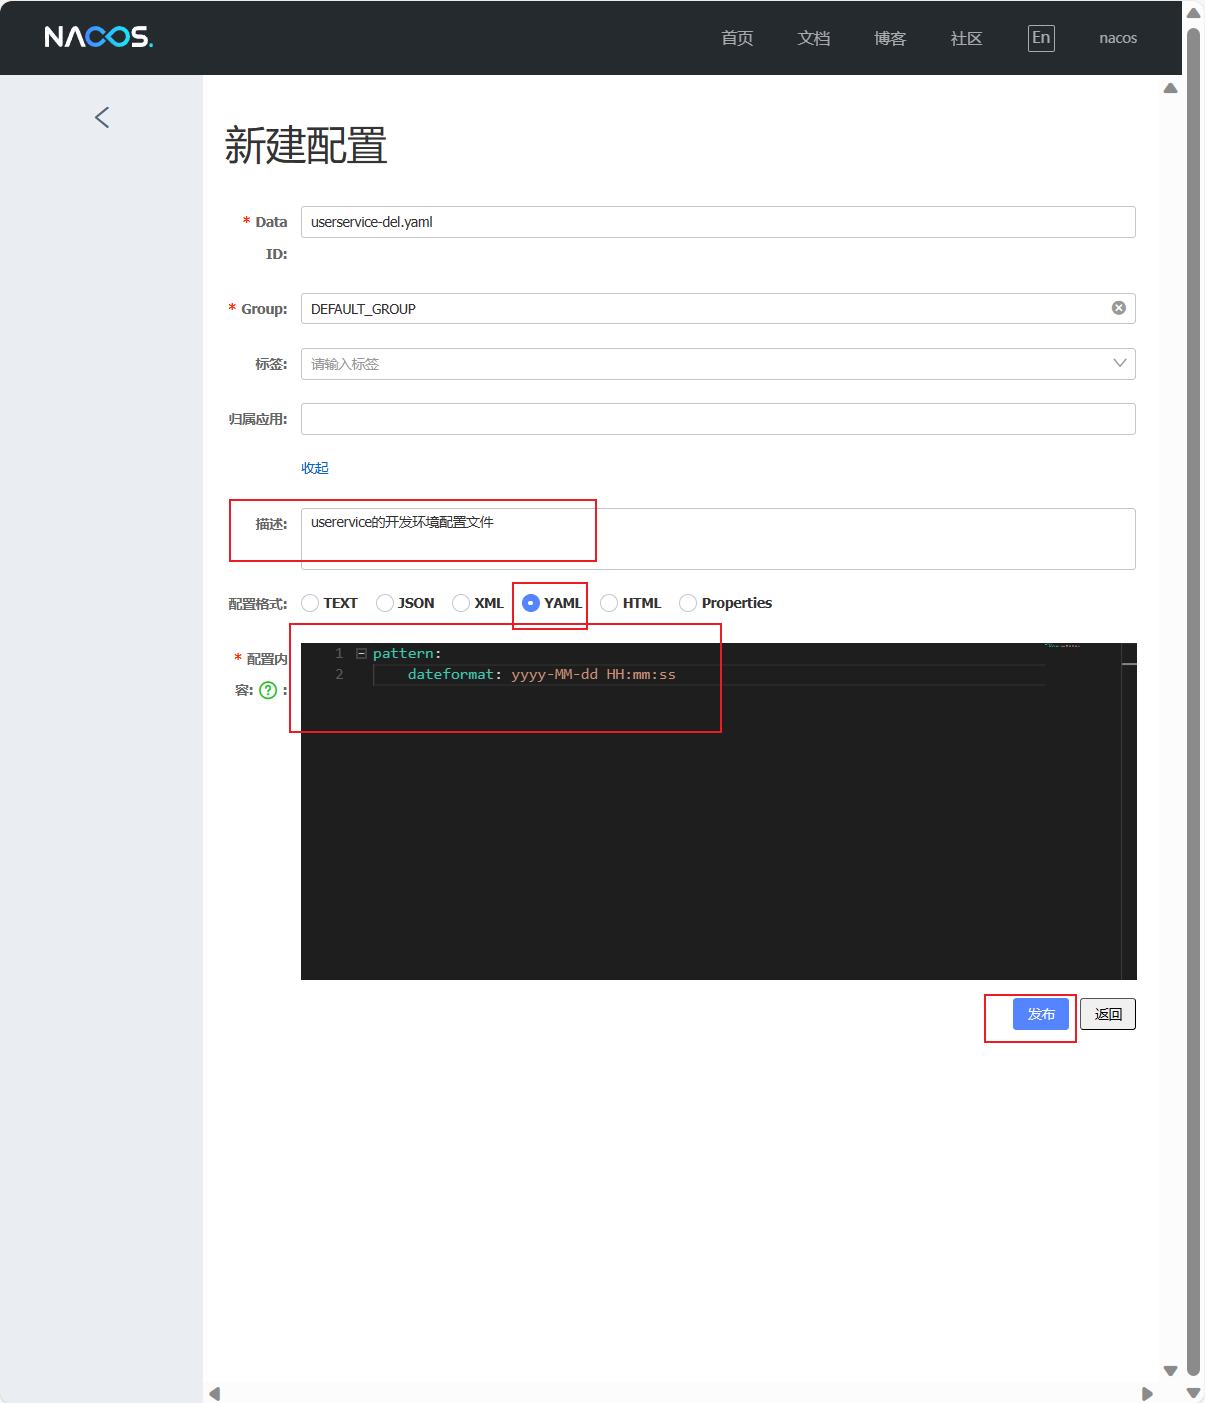 NACOS.
首页 文档 博客 社区 En nacos
新建配置
* Data ID: userservice-del.yaml
* Group: DEFAULT_GROUP
标签: 请输入标签
归属应用:
收起
描述: userervice的开发环境配置文件
配置格式: TEXT JSON XML YAML HTML Properties
* 配置内容: ? :
1 pattern:
2 dateformat: yyyy-MM-dd HH:mm:ss
发布 返回